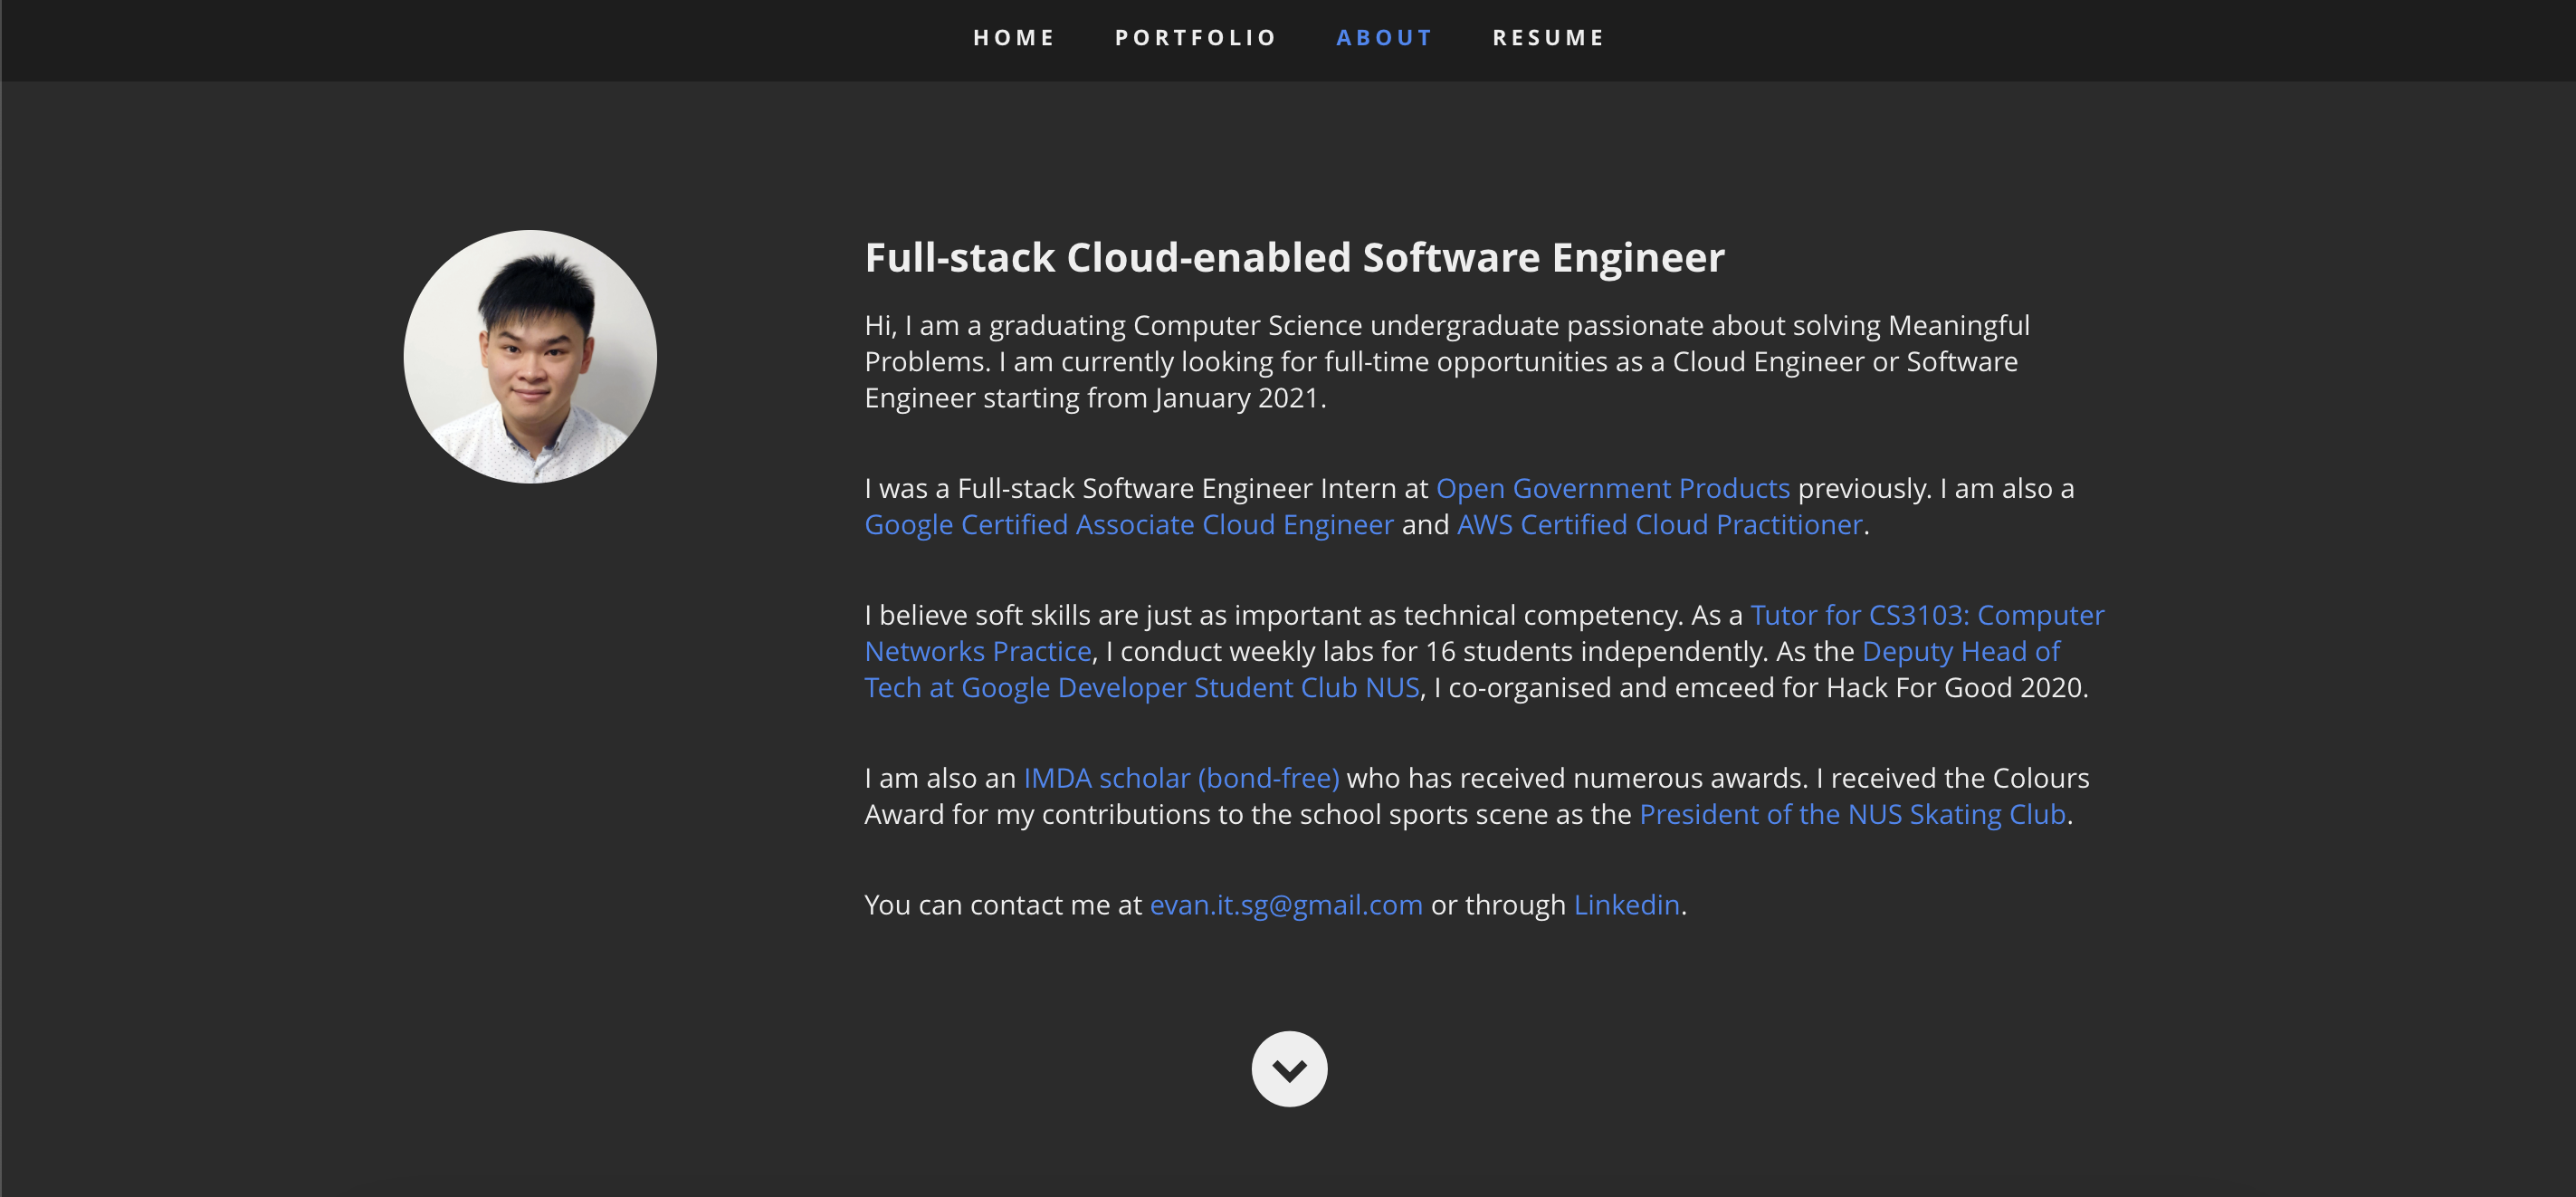 HOME PORTFOLIO ABOUT RESUME
Full-stack Cloud-enabled Software Engineer
Hi, I am a graduating Computer Science undergraduate passionate about solving Meaningful
Problems. I am currently looking for full-time opportunities as a Cloud Engineer or Software
Engineer starting from January 2021.
I was a Full-stack Software Engineer Intern at Open Government Products previously. I am also a
Google Certified Associate Cloud Engineer and AWS Certified Cloud Practitioner.
I believe soft skills are just as important as technical competency. As a Tutor for CS3103: Computer
Networks Practice, I conduct weekly labs for 16 students independently. As the Deputy Head of
Tech at Google Developer Student Club NUS, I co-organised and emceed for Hack For Good 2020.
I am also an IMDA scholar (bond-free) who has received numerous awards. I received the Colours
Award for my contributions to the school sports scene as the President of the NUS Skating Club.
You can contact me at evan.it.sg@gmail.com or through Linkedin.